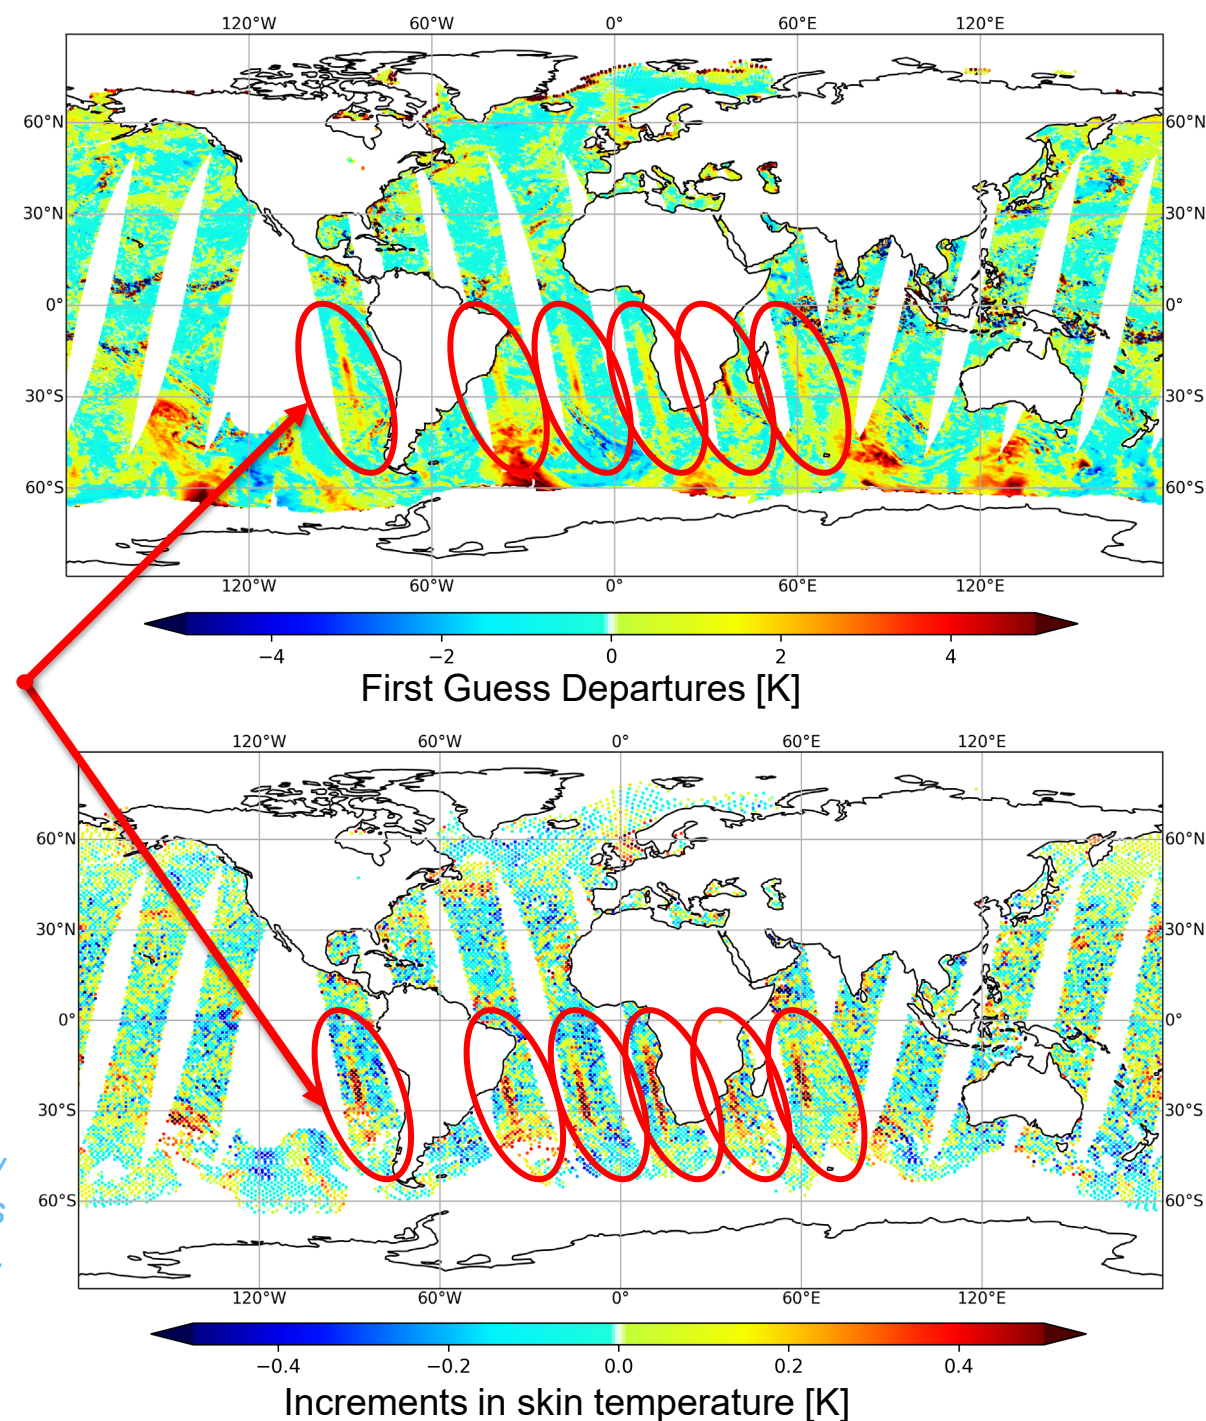 120°W 60°W 0° 60°E 120°E
60°N 60°N
30°N 30°N
0° 0°
30°S 30°S
60°S 60°S
120°W 60°W 0° 60°E 120°E
−4 −2 0 2 4
First Guess Departures [K]
120°W 60°W 0° 60°E 120°E
60°N 60°N
30°N 30°N
0° 0°
30°S 30°S
y
s
60°S 60°S
120°W 60°W 0° 60°E 120°E
−0.4 −0.2 0.0 0.2 0.4
Increments in skin temperature [K]